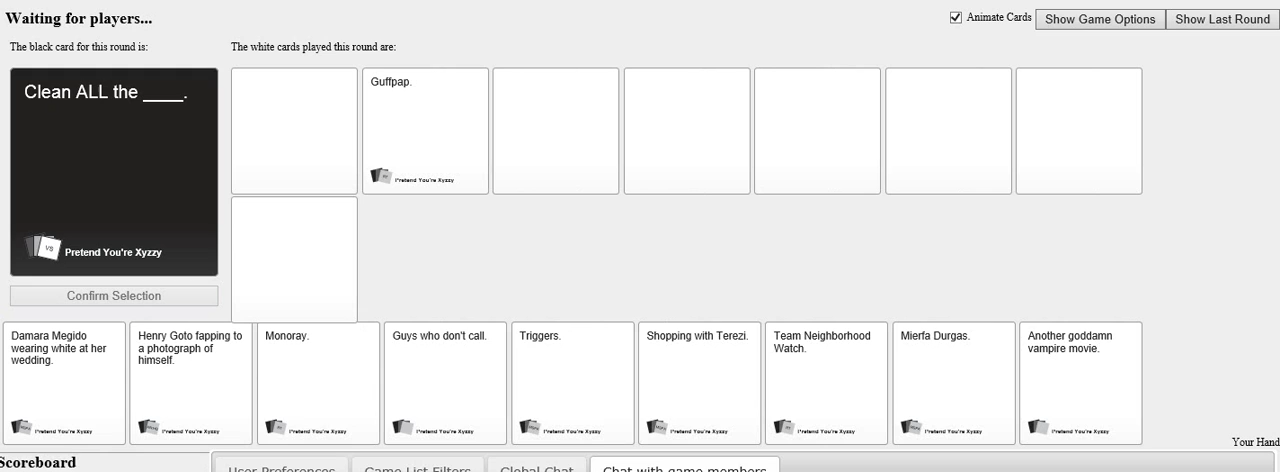 Waiting for players...
Animate Cards
Show Game Options
Show Last Round
The black card for this round is:
The white cards played this round are:
Clean ALL the ____.
VS
Pretend You're Xyzzy
Guffpap.
Pretend You're Xyzzy
Confirm Selection
Damara Megido
wearing white at her
wedding.
Pretend You're Xyzzy
Henry Goto fapping to
a photograph of
himself.
Pretend You're Xyzzy
Monoray.
Pretend You're Xyzzy
Guys who don't call.
Pretend You're Xyzzy
Triggers.
Pretend You're Xyzzy
Shopping with Terezi.
Pretend You're Xyzzy
Team Neighborhood
Watch.
Pretend You're Xyzzy
Mierfa Durgas.
Pretend You're Xyzzy
Another goddamn
vampire movie.
Pretend You're Xyzzy
Your Hand
Scoreboard
User Preferences
Game List Filters
Global Chat
Chat with game members